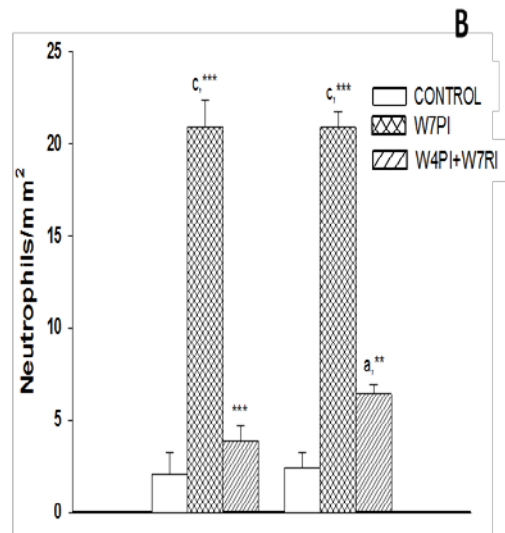 B
25
20
15
10
5
0
Neutrophils/mm²
c,***
c,***
***
a,**
CONTROL
W7PI
W4PI+W7RI